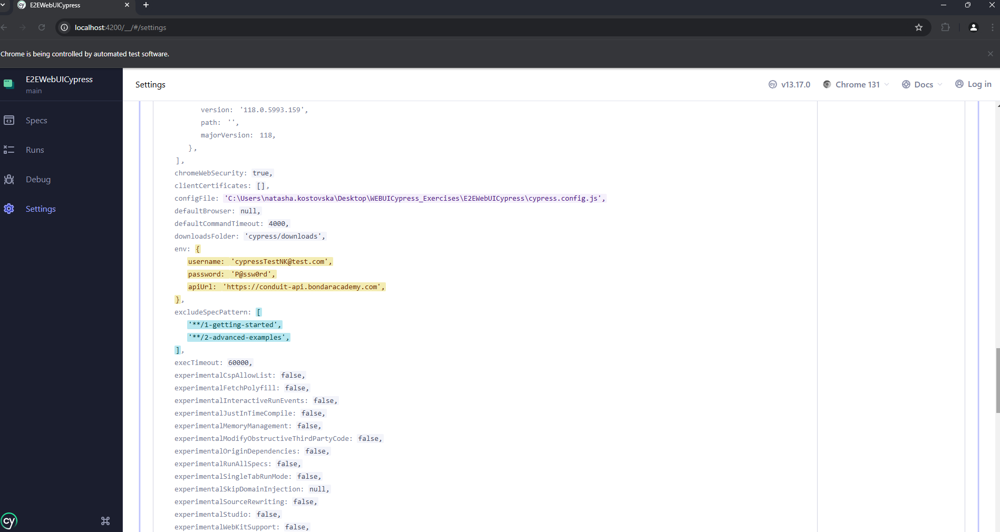 E2EWebUICypress
localhost:4200/__/#/settings
Chrome is being controlled by automated test software.
E2EWebUICypress
main
Specs
Runs
Debug
Settings
cy
Settings
v13.17.0
Chrome 131
Docs
Log in
version: '118.0.5993.159',
path: '',
majorVersion: 118,
},
],
chromeWebSecurity: true,
clientCertificates: [],
configFile: 'C:\Users\natasha.kostovska\Desktop\WEBUICypress_Exercises\E2EWebUICypress\cypress.config.js',
defaultBrowser: null,
defaultCommandTimeout: 4000,
downloadsFolder: 'cypress/downloads',
env: {
username: 'cypressTestNK@test.com',
password: 'P@ssw0rd',
apiUrl: 'https://conduit-api.bondaracademy.com',
},
excludeSpecPattern: [
'**/1-getting-started',
'**/2-advanced-examples',
],
execTimeout: 60000,
experimentalCspAllowList: false,
experimentalFetchPolyfill: false,
experimentalInteractiveRunEvents: false,
experimentalJustInTimeCompile: false,
experimentalMemoryManagement: false,
experimentalModifyObstructiveThirdPartyCode: false,
experimentalOriginDependencies: false,
experimentalRunAllSpecs: false,
experimentalSingleTabRunMode: false,
experimentalSkipDomainInjection: null,
experimentalSourceRewriting: false,
experimentalStudio: false,
experimentalWebKitSupport: false,